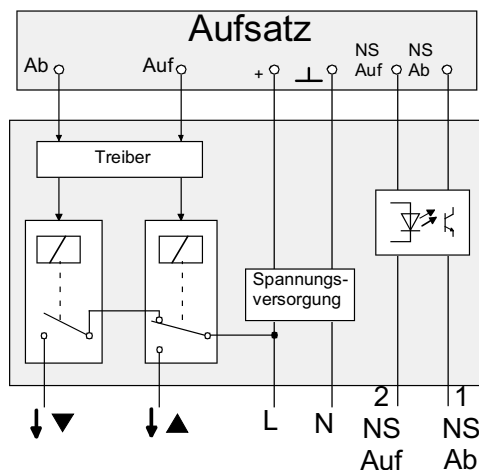 Aufsatz
Ab
Auf
+
NS
Auf
NS
Ab
Treiber
Spannungs-
versorgung
L
N
2
NS
Auf
1
NS
Ab